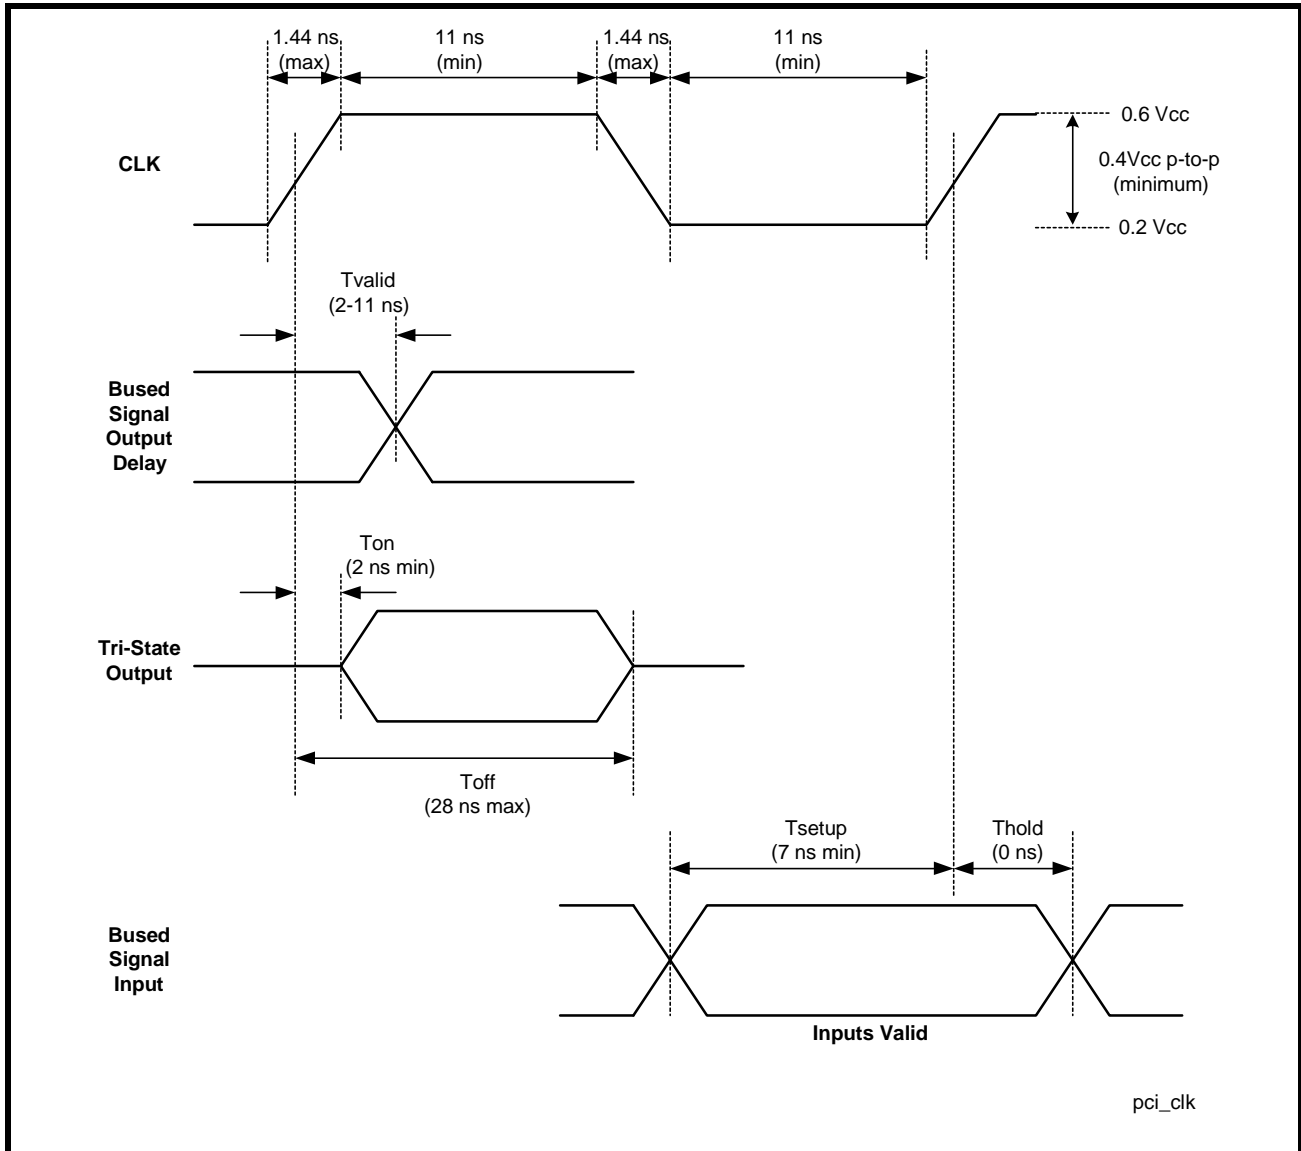 1.44 ns
(max)
11 ns
(min)
1.44 ns
(max)
11 ns
(min)
CLK
0.6 Vcc
0.4Vcc p-to-p
(minimum)
0.2 Vcc
Tvalid
(2-11 ns)
Bused
Signal
Output
Delay
Ton
(2 ns min)
Tri-State
Output
Toff
(28 ns max)
Tsetup
(7 ns min)
Thold
(0 ns)
Bused
Signal
Input
Inputs Valid
pci_clk